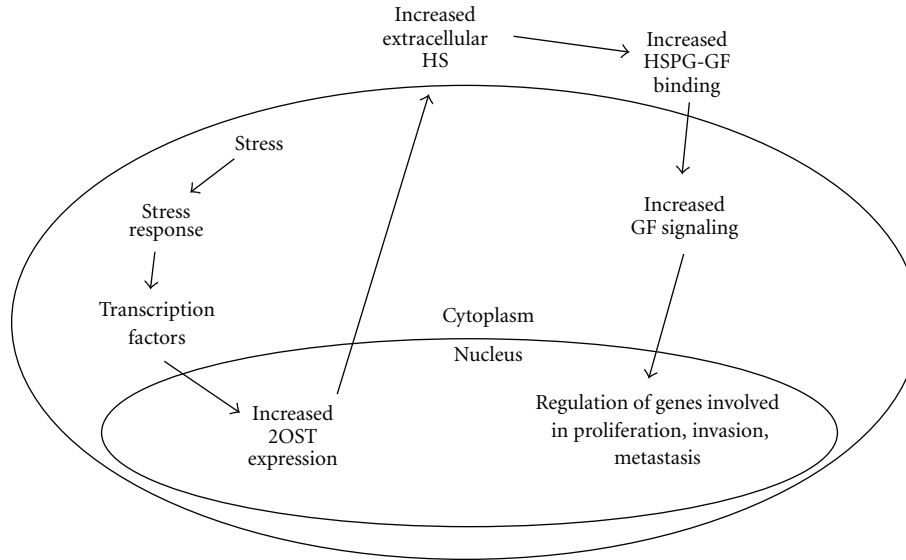 Increased
extracellular
HS
Increased
HSPG-GF
binding
Stress
Stress
response
Transcription
factors
Increased
2OST
expression
Increased
GF signaling
Cytoplasm
Nucleus
Regulation of genes involved
in proliferation, invasion,
metastasis